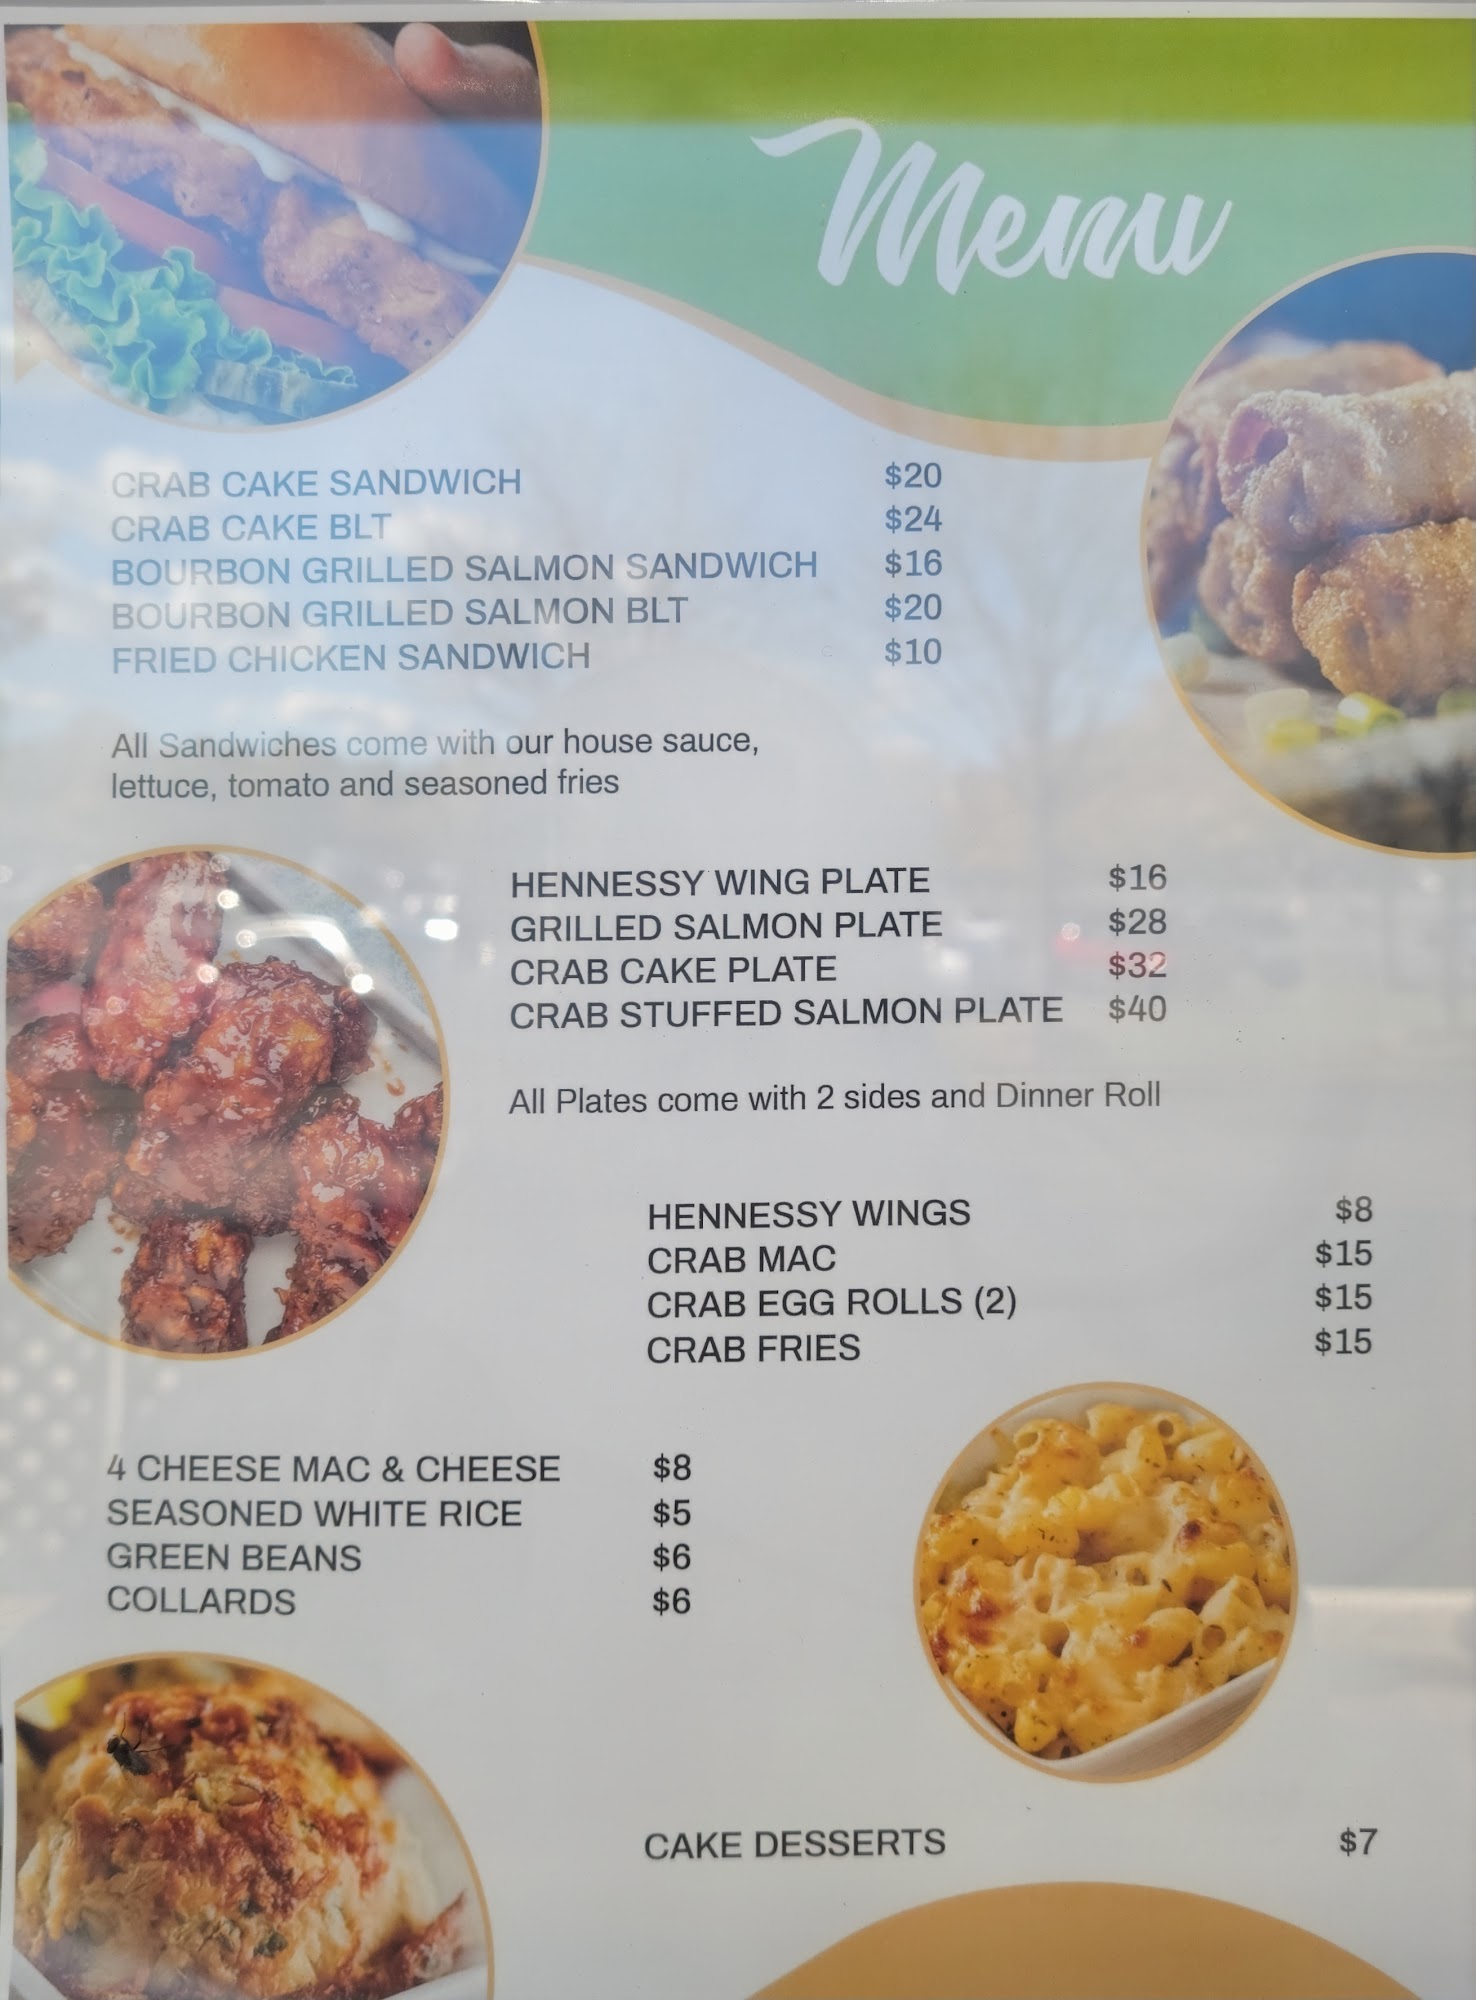 Menu
CRAB CAKE SANDWICH $20
CRAB CAKE BLT $24
BOURBON GRILLED SALMON SANDWICH $16
BOURBON GRILLED SALMON BLT $20
FRIED CHICKEN SANDWICH $10
All Sandwiches come with our house sauce,
lettuce, tomato and seasoned fries
HENNESSY WING PLATE $16
GRILLED SALMON PLATE $28
CRAB CAKE PLATE $32
CRAB STUFFED SALMON PLATE $40
All Plates come with 2 sides and Dinner Roll
HENNESSY WINGS $8
CRAB MAC $15
CRAB EGG ROLLS (2) $15
CRAB FRIES $15
4 CHEESE MAC & CHEESE $8
SEASONED WHITE RICE $5
GREEN BEANS $6
COLLARDS $6
CAKE DESSERTS $7